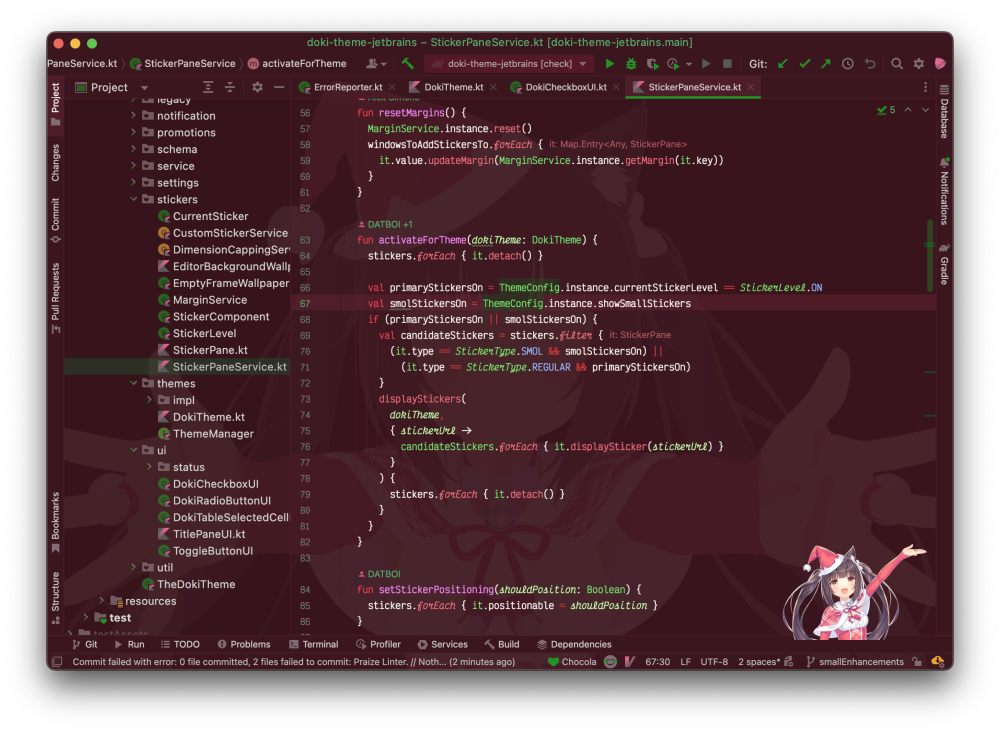 doki-theme-jetbrains – StickerPaneService.kt [doki-theme-jetbrains.main]
PaneService.kt StickerPaneService activateForTheme doki-theme-jetbrains [check] Git:
Project ErrorReporter.kt DokiTheme.kt DokiCheckboxUI.kt StickerPaneService.kt
Project
Changes
Commit
Pull Requests
Bookmarks
Structure
legacy
notification
promotions
schema
service
settings
stickers
CurrentSticker
CustomStickerService
DimensionCappingServ
EditorBackgroundWallp
EmptyFrameWallpaper
MarginService
StickerComponent
StickerLevel
StickerPane.kt
StickerPaneService.kt
themes
impl
DokiTheme.kt
ThemeManager
ui
status
DokiCheckboxUI
DokiRadioButtonUI
DokiTableSelectedCell
TitlePaneUI.kt
ToggleButtonUI
util
TheDokiTheme
resources
test
testAssets
56 fun resetMargins() {
57 MarginService.instance.reset()
58 windowsToAddStickersTo.forEach { it: Map.Entry<Any, StickerPane>
59 it.value.updateMargin(MarginService.instance.getMargin(it.key))
60 }
61 }
62
DATBOI +1
63 fun activateForTheme(dokiTheme: DokiTheme) {
64 stickers.forEach { it.detach() }
65
66 val primaryStickersOn = ThemeConfig.instance.currentStickerLevel == StickerLevel.ON
67 val smolStickersOn = ThemeConfig.instance.showSmallStickers
68 if (primaryStickersOn || smolStickersOn) {
69 val candidateStickers = stickers.filter { it: StickerPane
70 (it.type == StickerType.SMOL && smolStickersOn) ||
71 (it.type == StickerType.REGULAR && primaryStickersOn)
72 }
73 displayStickers(
74 dokiTheme,
75 { stickerUrl ->
76 candidateStickers.forEach { it.displaySticker(stickerUrl) }
77 }
78 ) {
79 stickers.forEach { it.detach() }
80 }
81 }
82 }
83
DATBOI
84 fun setStickerPositioning(shouldPosition: Boolean) {
85 stickers.forEach { it.positionable = shouldPosition }
86 }
5
Database
Notifications
Gradle
Git Run TODO Problems Terminal Profiler Services Build Dependencies
Commit failed with error: 0 file committed, 2 files failed to commit: Praize Linter. // Noth... (2 minutes ago) Chocola 67:30 LF UTF-8 2 spaces* smallEnhancements